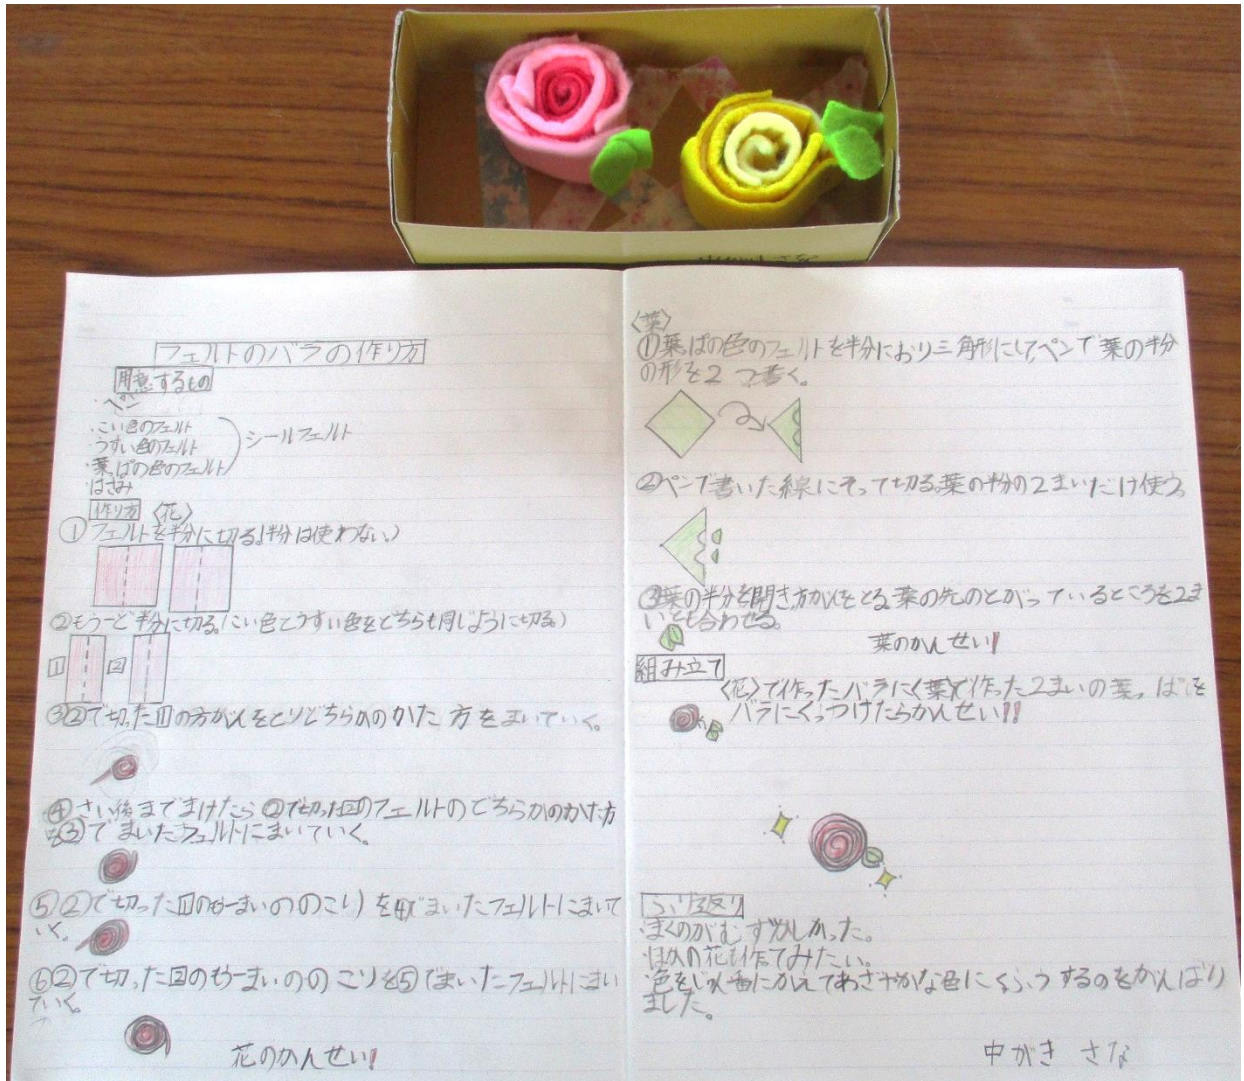 フェルトのバラの作り方
用意するもの
・ペン
・こい色のフェルト
・うすい色のフェルト
・葉っぱの色のフェルト
シールフェルト
・はさみ
作り方〈花〉
①フェルトを半分に切る。(半分は使わない。)
②もう一ど半分に切る。(こい色とうすい色をどちらも同じように切る)
1 2
③②で切った1の方がんをとりどちらかのかた方をまいていく。
④さい後までまけたら②で切った2のフェルトのどちらかのかた方
を③でまいたフェルトにまいていく。
⑤②で切った1のもう一まいののこりを④でまいたフェルトにまいて
いく。
⑥②で切った2のもう一まいののこりを⑤でまいたフェルトにまい
ていく。
花のかんせい!
〈葉〉
①葉っぱの色のフェルトを半分におり三角形にして、ペンで葉の半分
の形を2つ書く。
②ペンで書いた線にそって切る。葉の分の2まいだけ使う。
③葉の半分を開き方がんをとる。葉の先のとがっているところを2ま
いとも合わせる。
葉のかんせい!
組み立て
〈花〉で作ったバラに〈葉〉で作った2まいの葉っぱを
バラにくっつけたらかんせい!!
ふり返り
・まくのがむずかしかった。
・ほかの花も作てみたい。
・色をじゅん番にかえてあざやかな色にくふうするのをがんばり
ました。
中がき さな